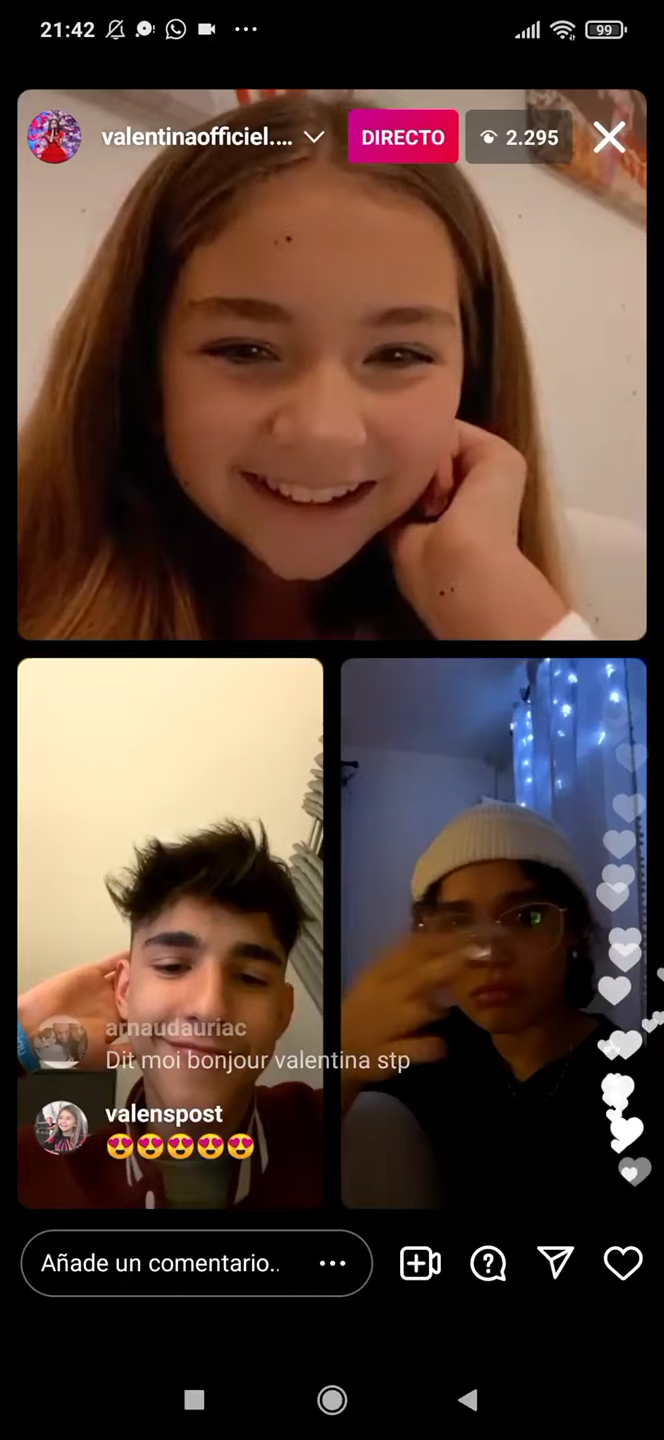 21:42
99
valentinaofficiel....
DIRECTO
2.295
arnaudauriac
Dit moi bonjour valentina stp
valenspost
😍😍😍😍😍
Añade un comentario..